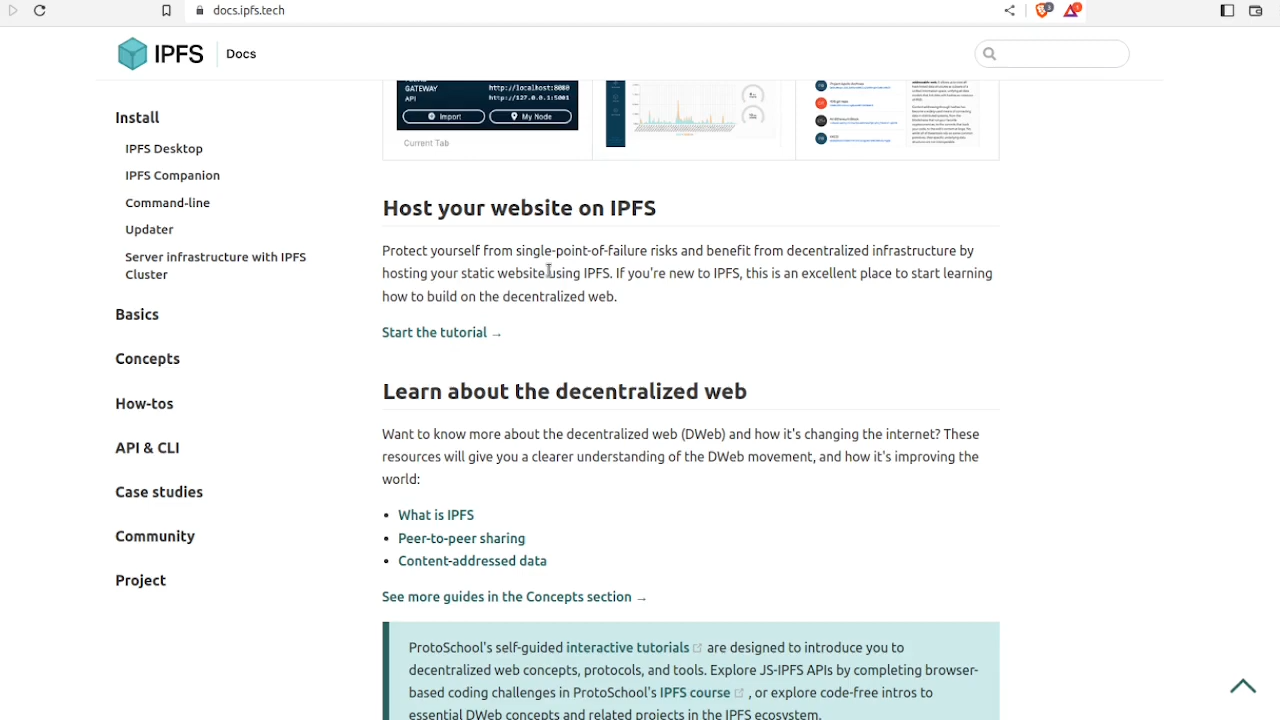 docs.ipfs.tech
IPFS Docs
Install
IPFS Desktop
IPFS Companion
Command-line
Updater
Server infrastructure with IPFS
Cluster
Basics
Concepts
How-tos
API & CLI
Case studies
Community
Project
GATEWAY http://localhost:8080
API http://127.0.0.1:5001
Import My Node
Current Tab
Host your website on IPFS
Protect yourself from single-point-of-failure risks and benefit from decentralized infrastructure by
hosting your static website using IPFS. If you're new to IPFS, this is an excellent place to start learning
how to build on the decentralized web.
Start the tutorial →
Learn about the decentralized web
Want to know more about the decentralized web (DWeb) and how it's changing the internet? These
resources will give you a clearer understanding of the DWeb movement, and how it's improving the
world:
• What is IPFS
• Peer-to-peer sharing
• Content-addressed data
See more guides in the Concepts section →
ProtoSchool's self-guided interactive tutorials are designed to introduce you to
decentralized web concepts, protocols, and tools. Explore JS-IPFS APIs by completing browser-
based coding challenges in ProtoSchool's IPFS course , or explore code-free intros to
essential DWeb concepts and related projects in the IPFS ecosystem.